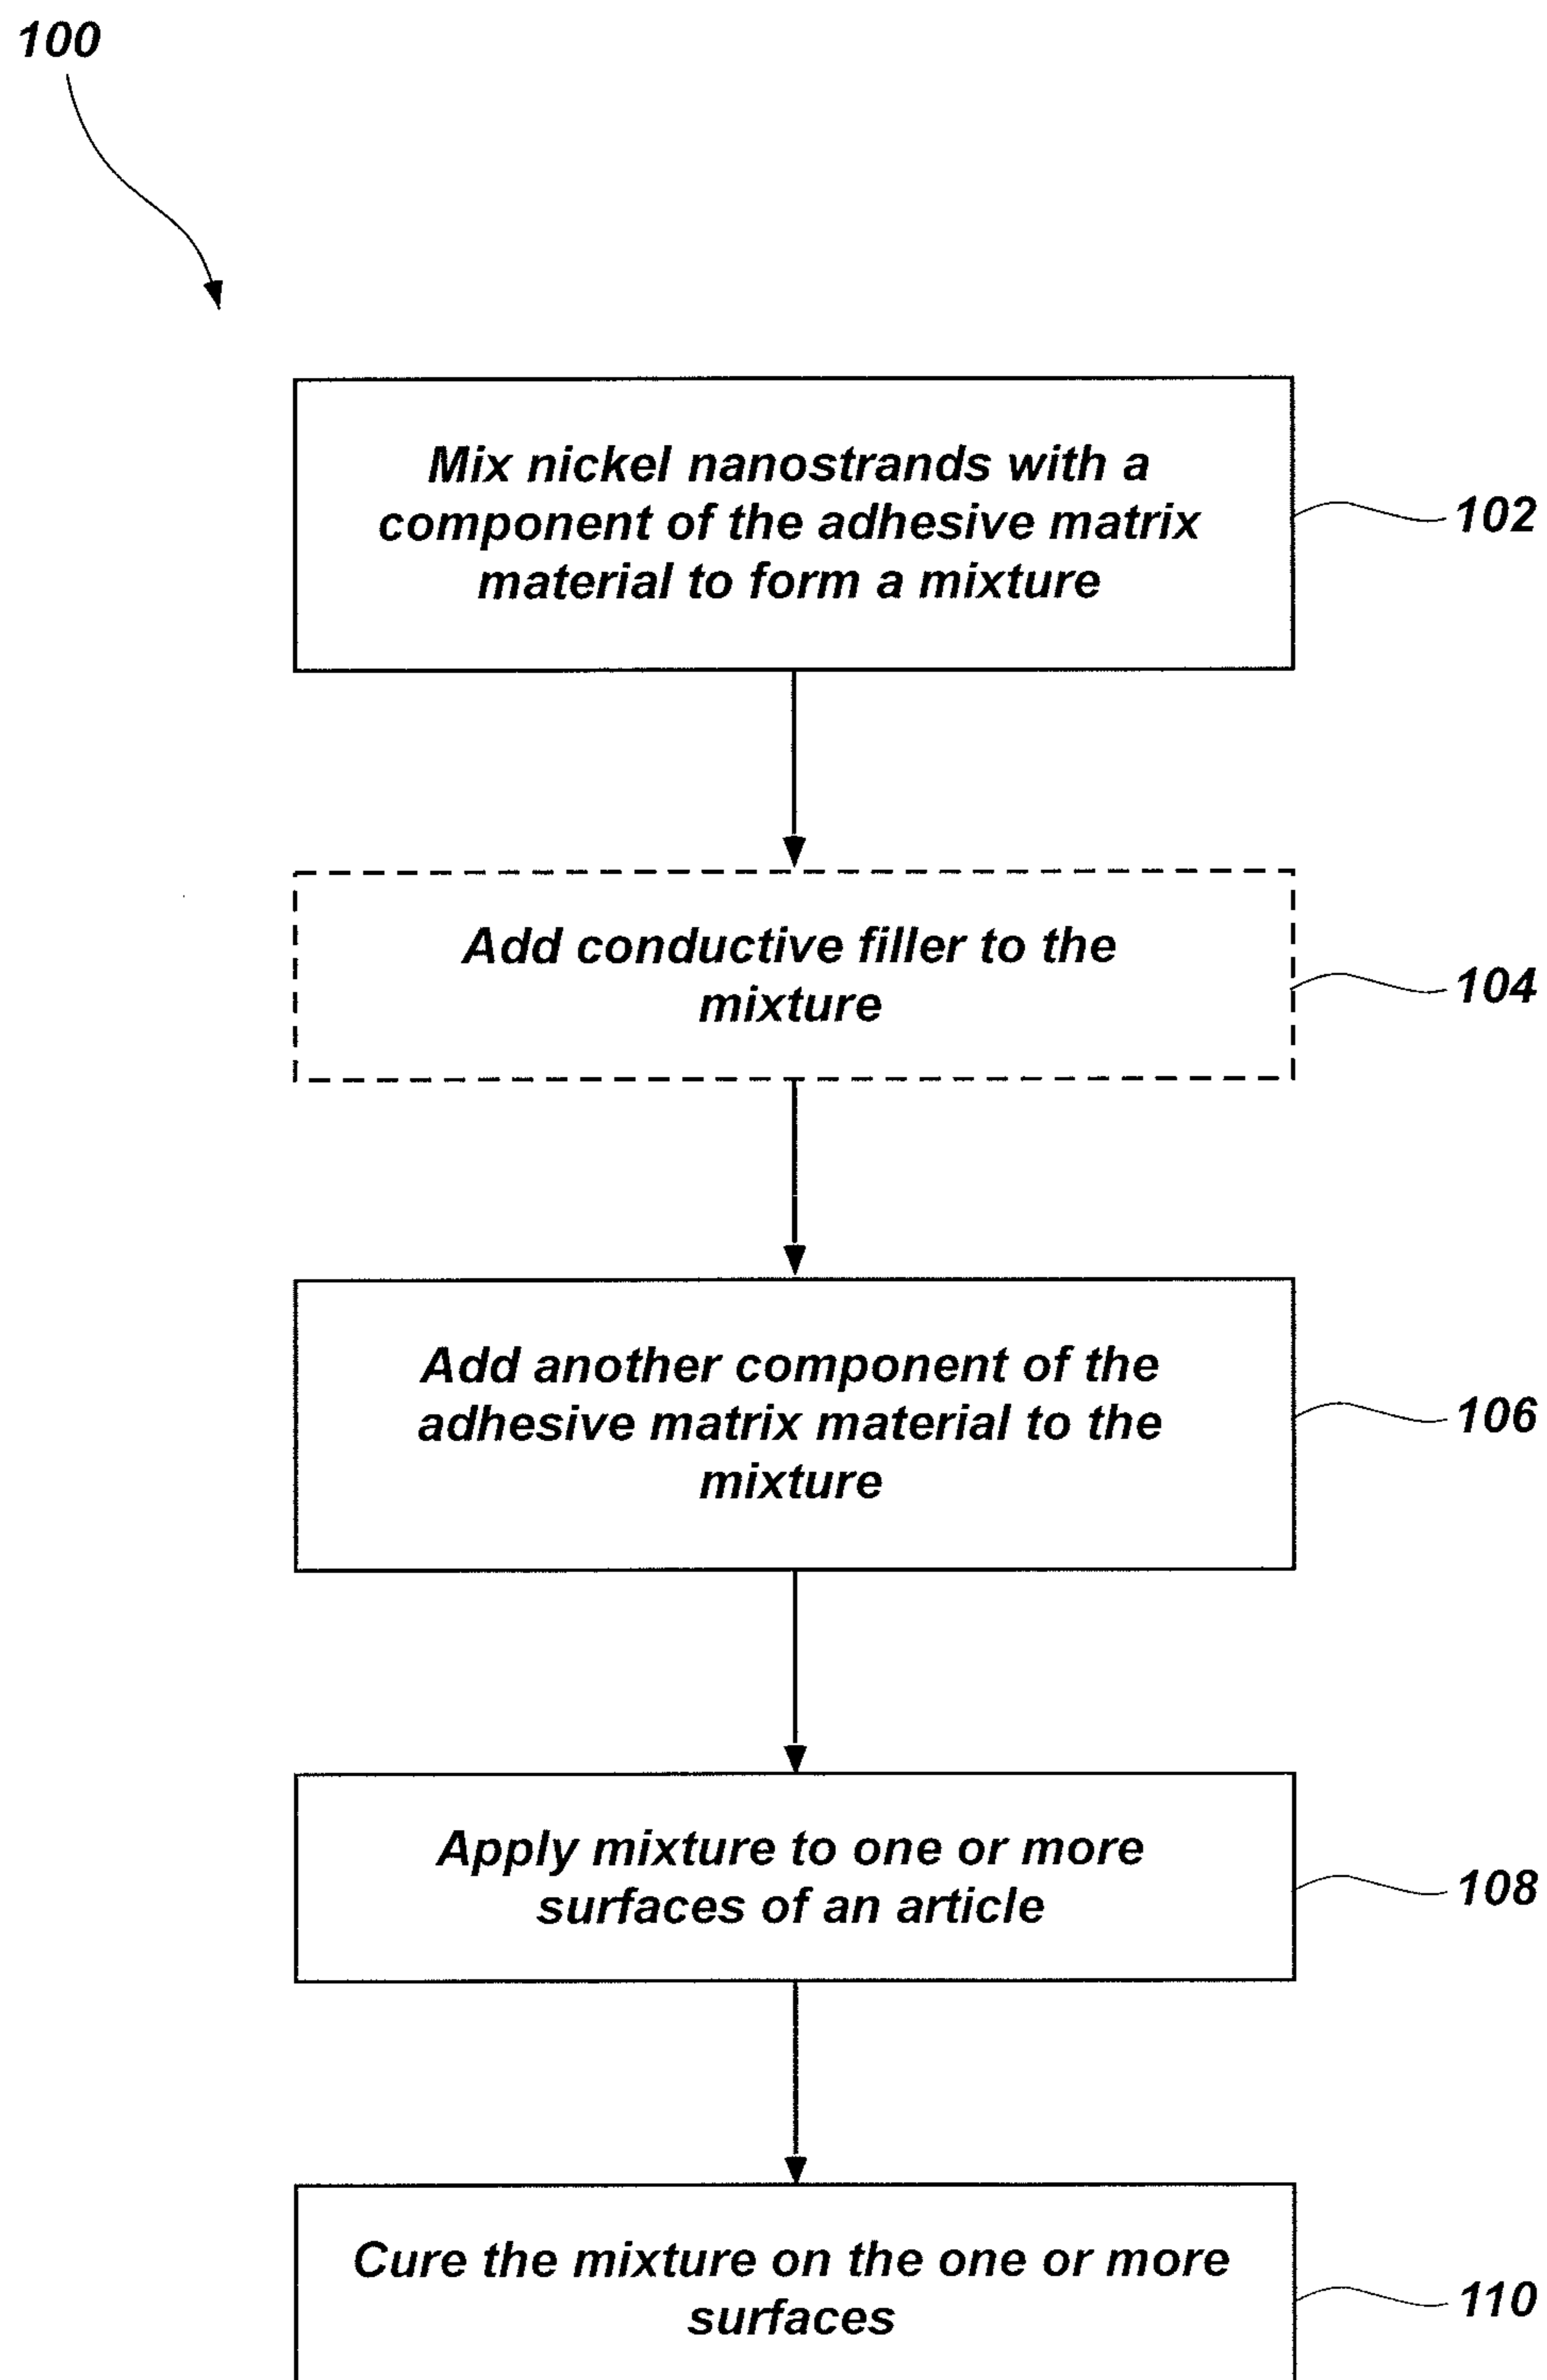 100
Mix nickel nanostrands with a
component of the adhesive matrix
material to form a mixture
102
Add conductive filler to the
mixture
104
Add another component of the
adhesive matrix material to the
mixture
106
Apply mixture to one or more
surfaces of an article
108
Cure the mixture on the one or more
surfaces
110